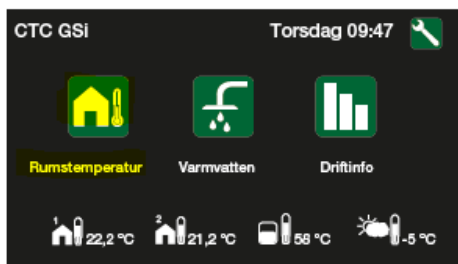 CTC GSi
Torsdag 09:47
Rumstemperatur
Varmvatten
Driftinfo
1 22,2 °C
2 21,2 °C
58 °C
-5 °C